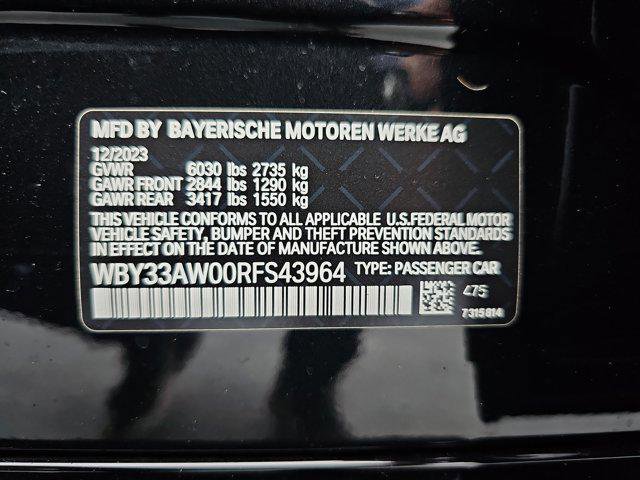 MFD BY BAYERISCHE MOTOREN WERKE AG
12/2023
GVWR 6030 lbs 2735 kg
GAWR FRONT 2844 lbs 1290 kg
GAWR REAR 3417 lbs 1550 kg
THIS VEHICLE CONFORMS TO ALL APPLICABLE U.S.FEDERAL MOTOR
VEHICLE SAFETY, BUMPER AND THEFT PREVENTION STANDARDS
IN EFFECT ON THE DATE OF MANUFACTURE SHOWN ABOVE.
WBY33AW00RFS43964 TYPE: PASSENGER CAR
475
7315814